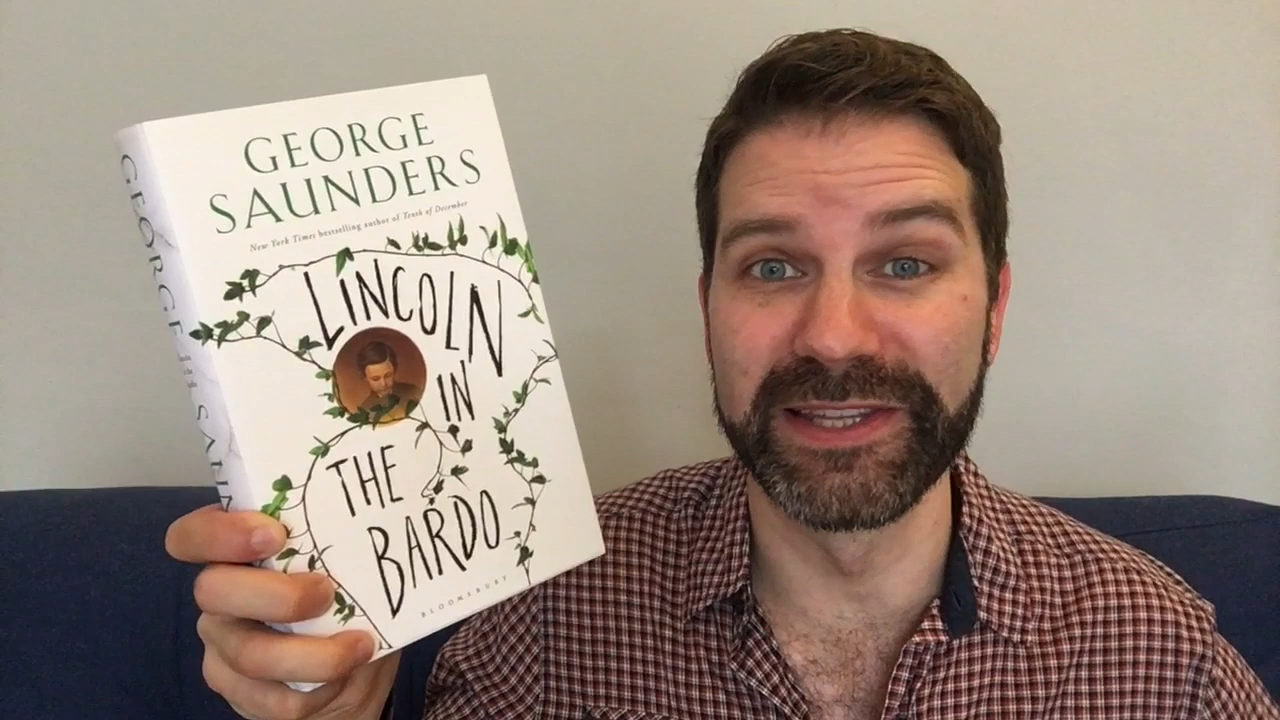 GEORGE
SAUNDERS
New York Times bestselling author of Tenth of December
LINCOLN
IN
THE
BARDO
BLOOMSBURY
GEORGE